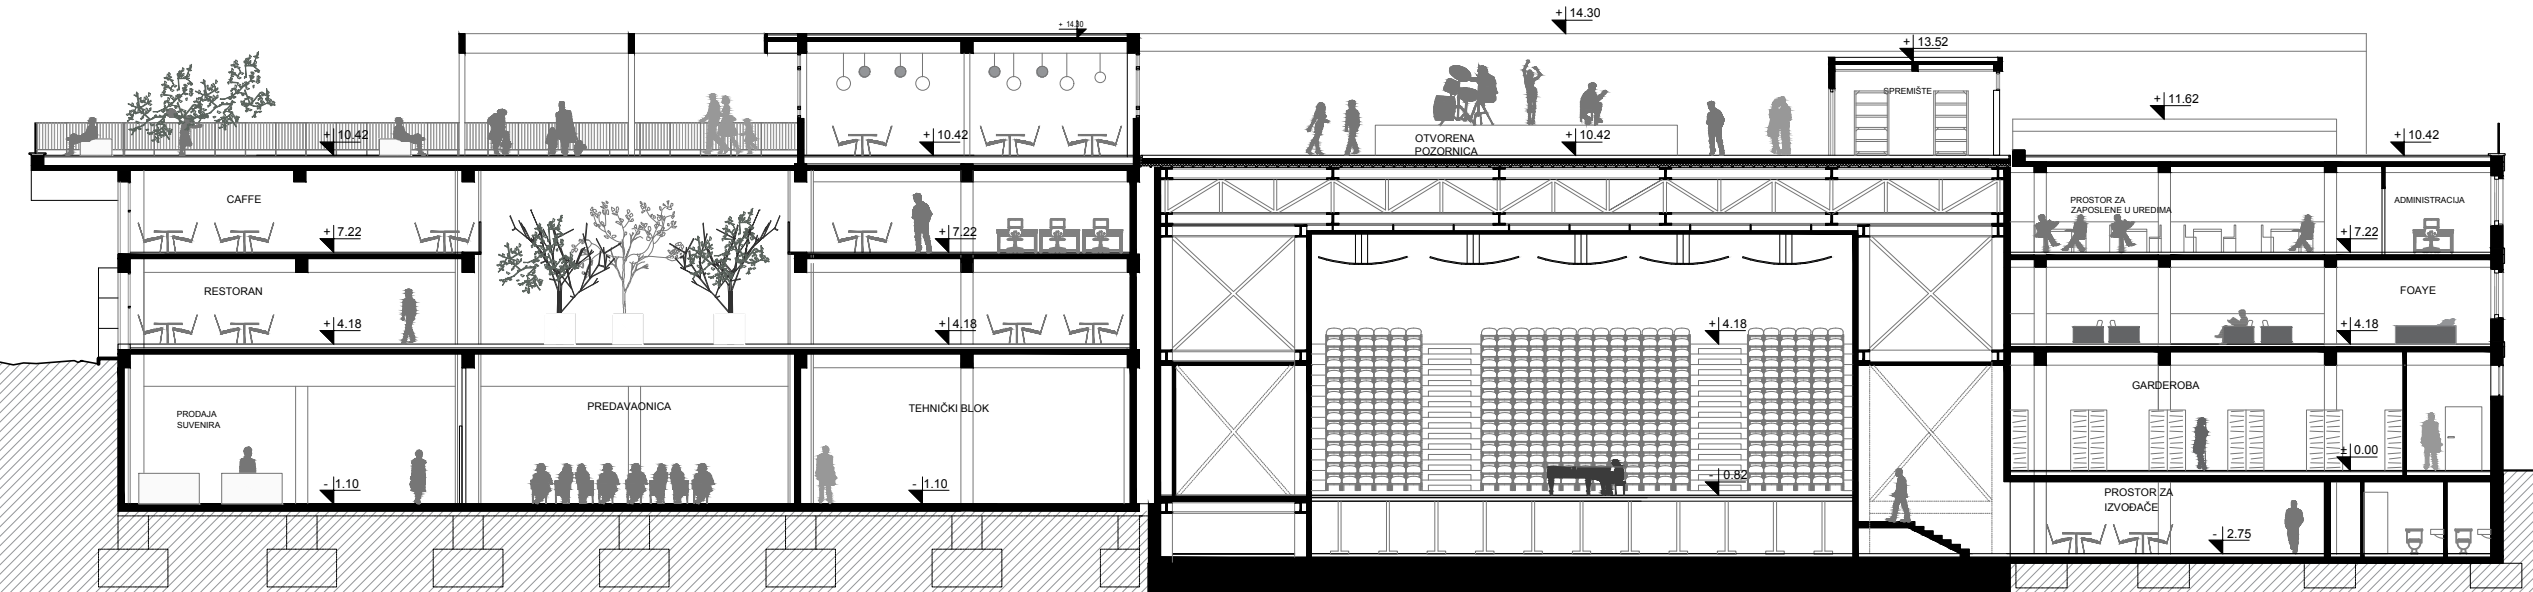 + 14.30
+ 14.30
+ 13.52
SPREMIŠTE
+ 11.62
+ 10.42
+ 10.42
OTVORENA
POZORNICA
+ 10.42
+ 10.42
CAFFE
+ 7.22
+ 7.22
PROSTOR ZA
ZAPOSLENE U UREDIMA
ADMINISTRACIJA
+ 7.22
RESTORAN
+ 4.18
+ 4.18
+ 4.18
FOAYE
+ 4.18
PRODAJA
SUVENIRA
PREDAVAONICA
TEHNIČKI BLOK
GARDEROBA
± 0.00
- 1.10
- 1.10
- 0.82
PROSTOR ZA
IZVOĐAČE
- 2.75